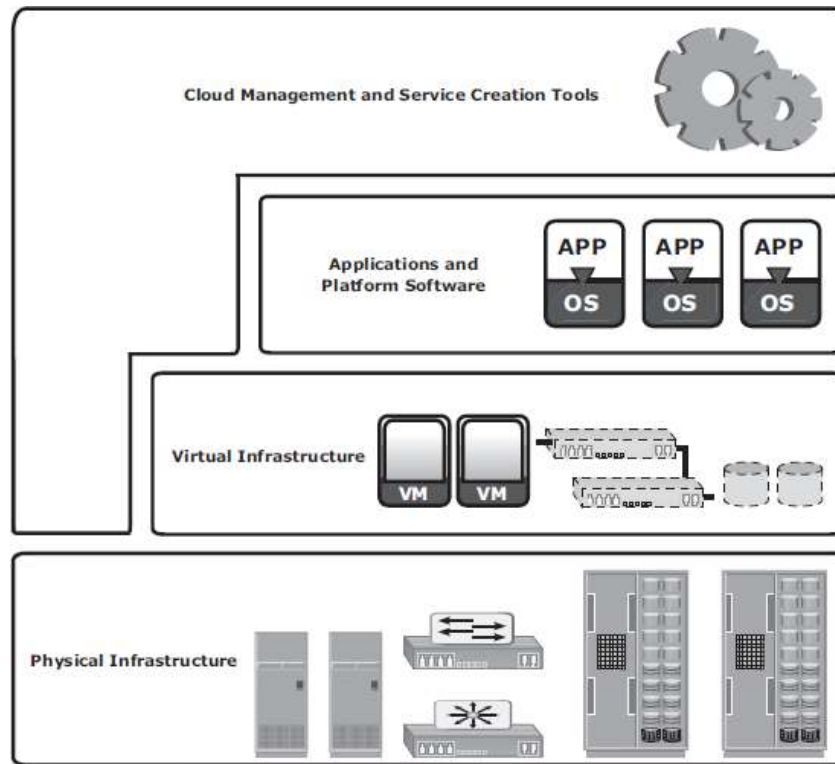 Cloud Management and Service Creation Tools
Applications and
Platform Software
APP
OS
APP
OS
APP
OS
Virtual Infrastructure
VM
VM
Physical Infrastructure